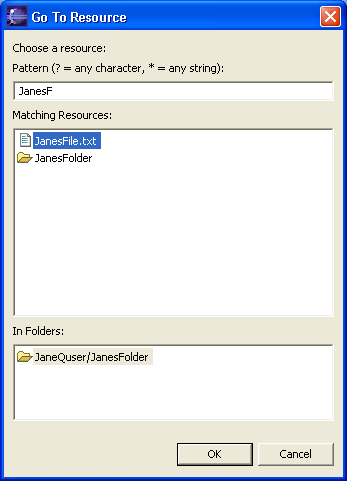 Go To Resource
Choose a resource:
Pattern (? = any character, * = any string):
JanesF
Matching Resources:
JanesFile.txt
JanesFolder
In Folders:
JaneQuser/JanesFolder
OK Cancel